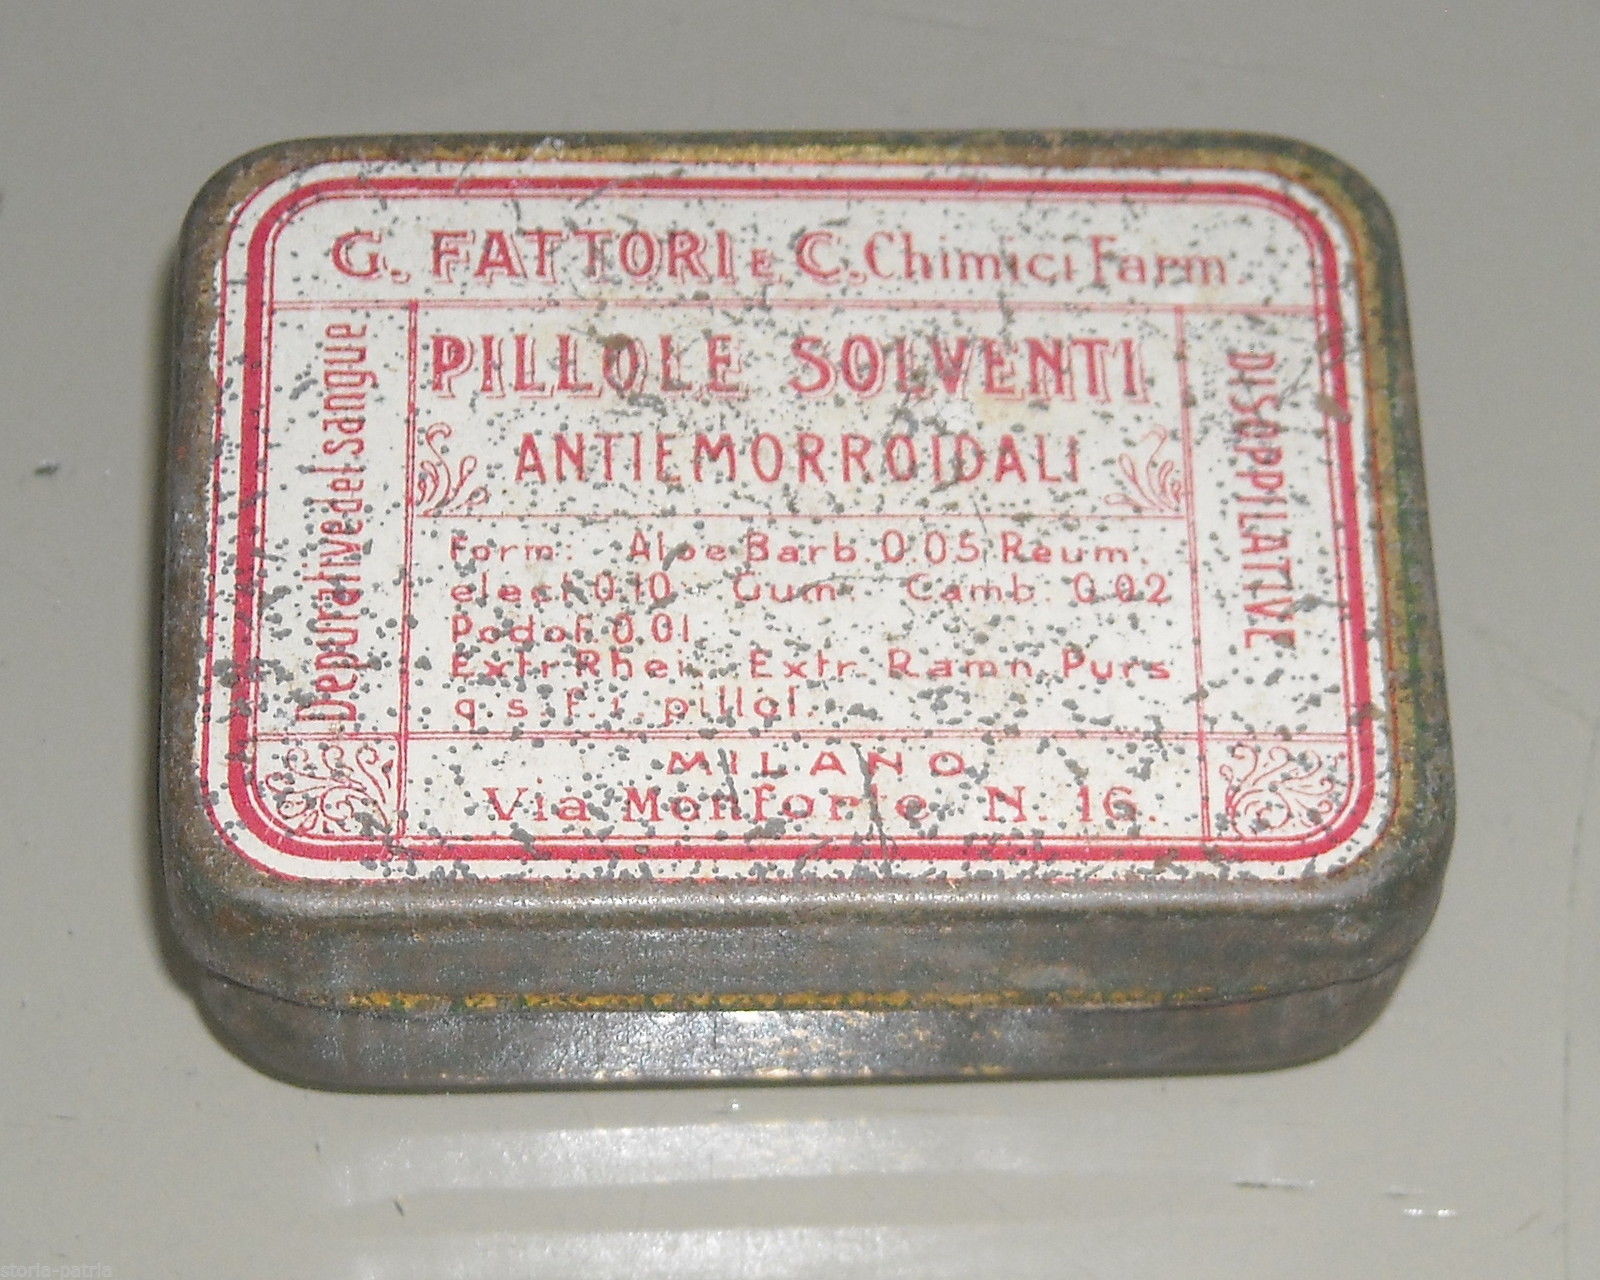 G. FATTORI E C. Chimici Farm.
Depurative del sangue
PILLOLE SOLVENTI
ANTIEMORROIDALI
DISOPPILATIVE
Form: Aloe Barb. 0.05 Reum.
elect 0.10 Gum. Camb. 0.02
Podof. 0.01.
Extr. Rhei. Extr. Ramn. Purs
q. s. f. i. pillol.
MILANO
Via Monforte N. 16.
storia-patria